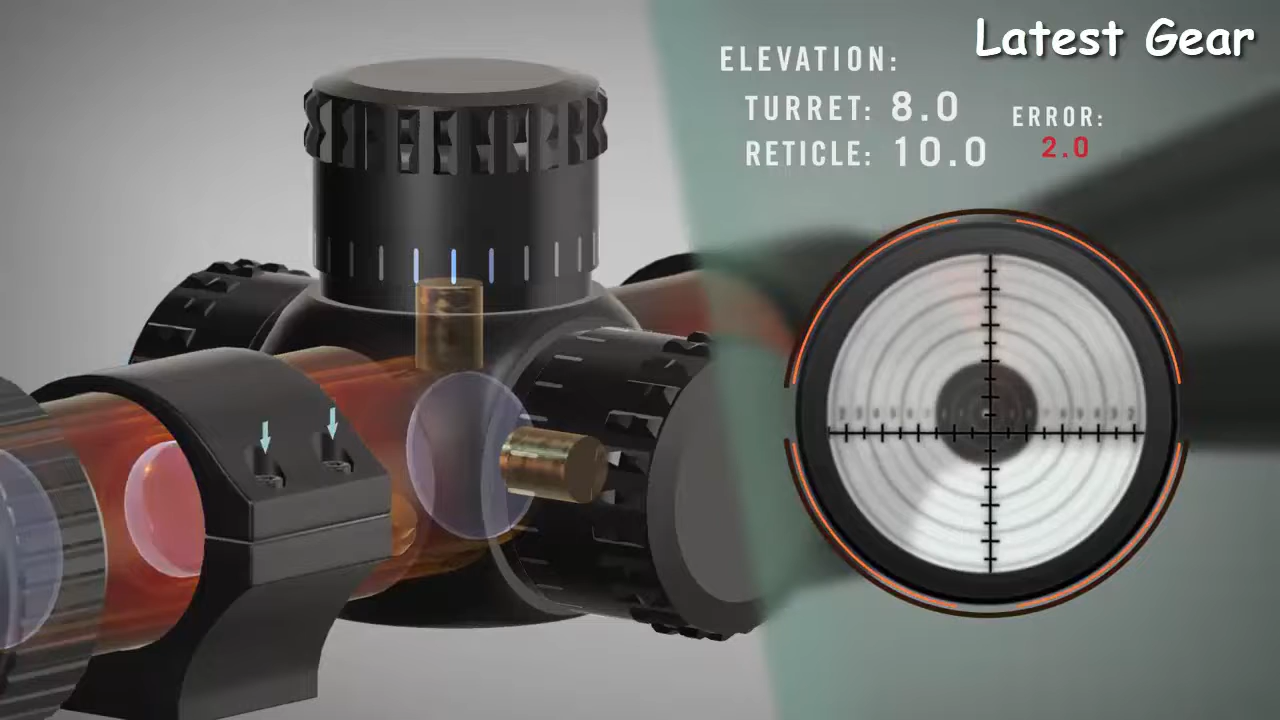 Latest Gear
ELEVATION:
TURRET: 8.0
RETICLE: 10.0
ERROR:
2.0